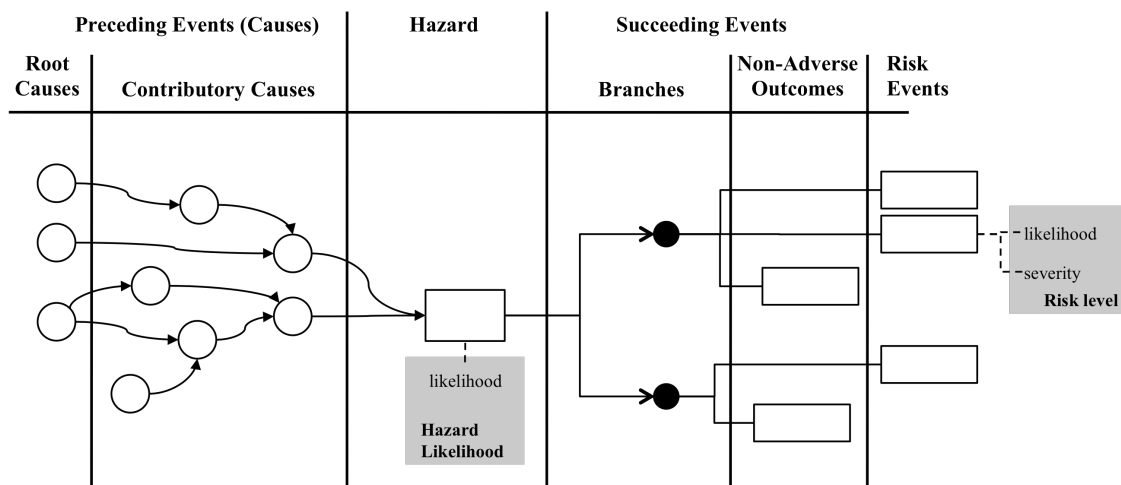 Preceding Events (Causes)
Hazard
Succeeding Events
Root
Causes
Contributory Causes
Branches
Non-Adverse
Outcomes
Risk
Events
likelihood
severity
Risk level
likelihood
Hazard
Likelihood